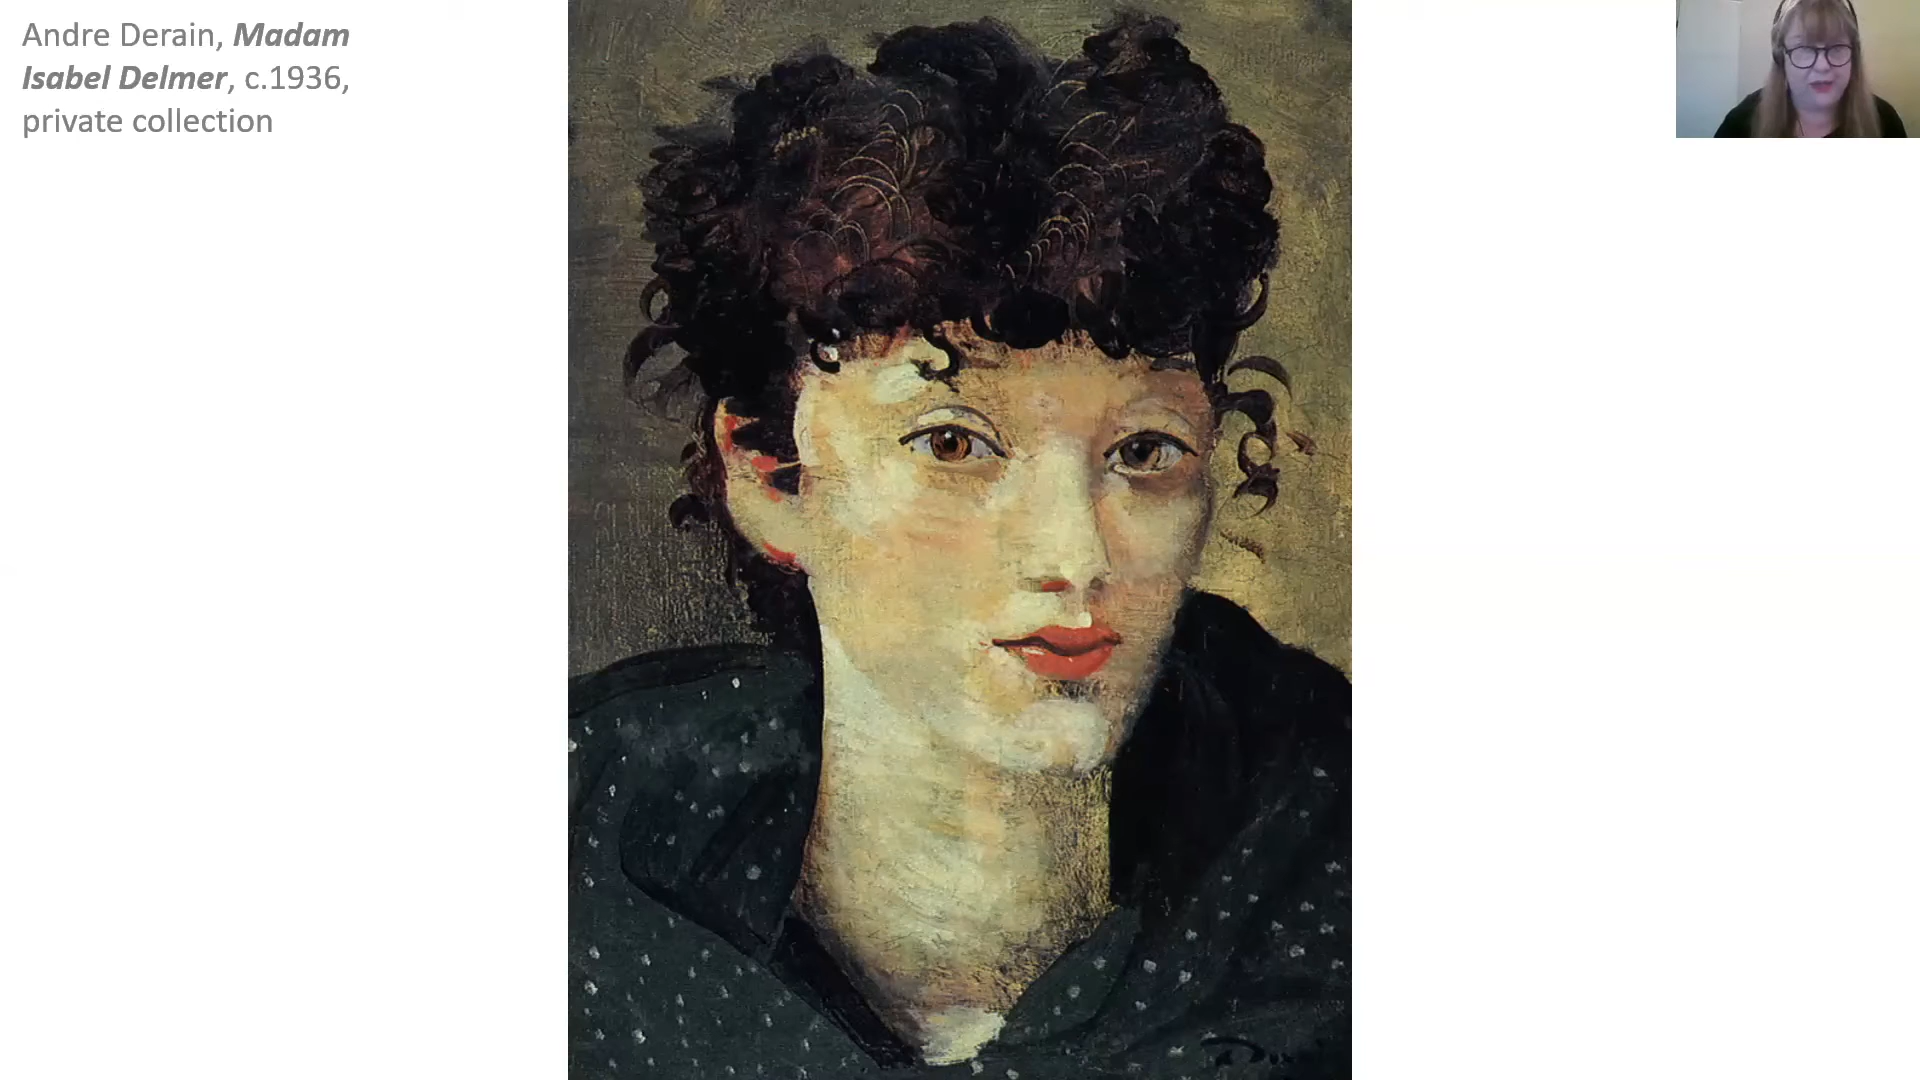 Andre Derain, Madam
Isabel Delmer, c.1936,
private collection